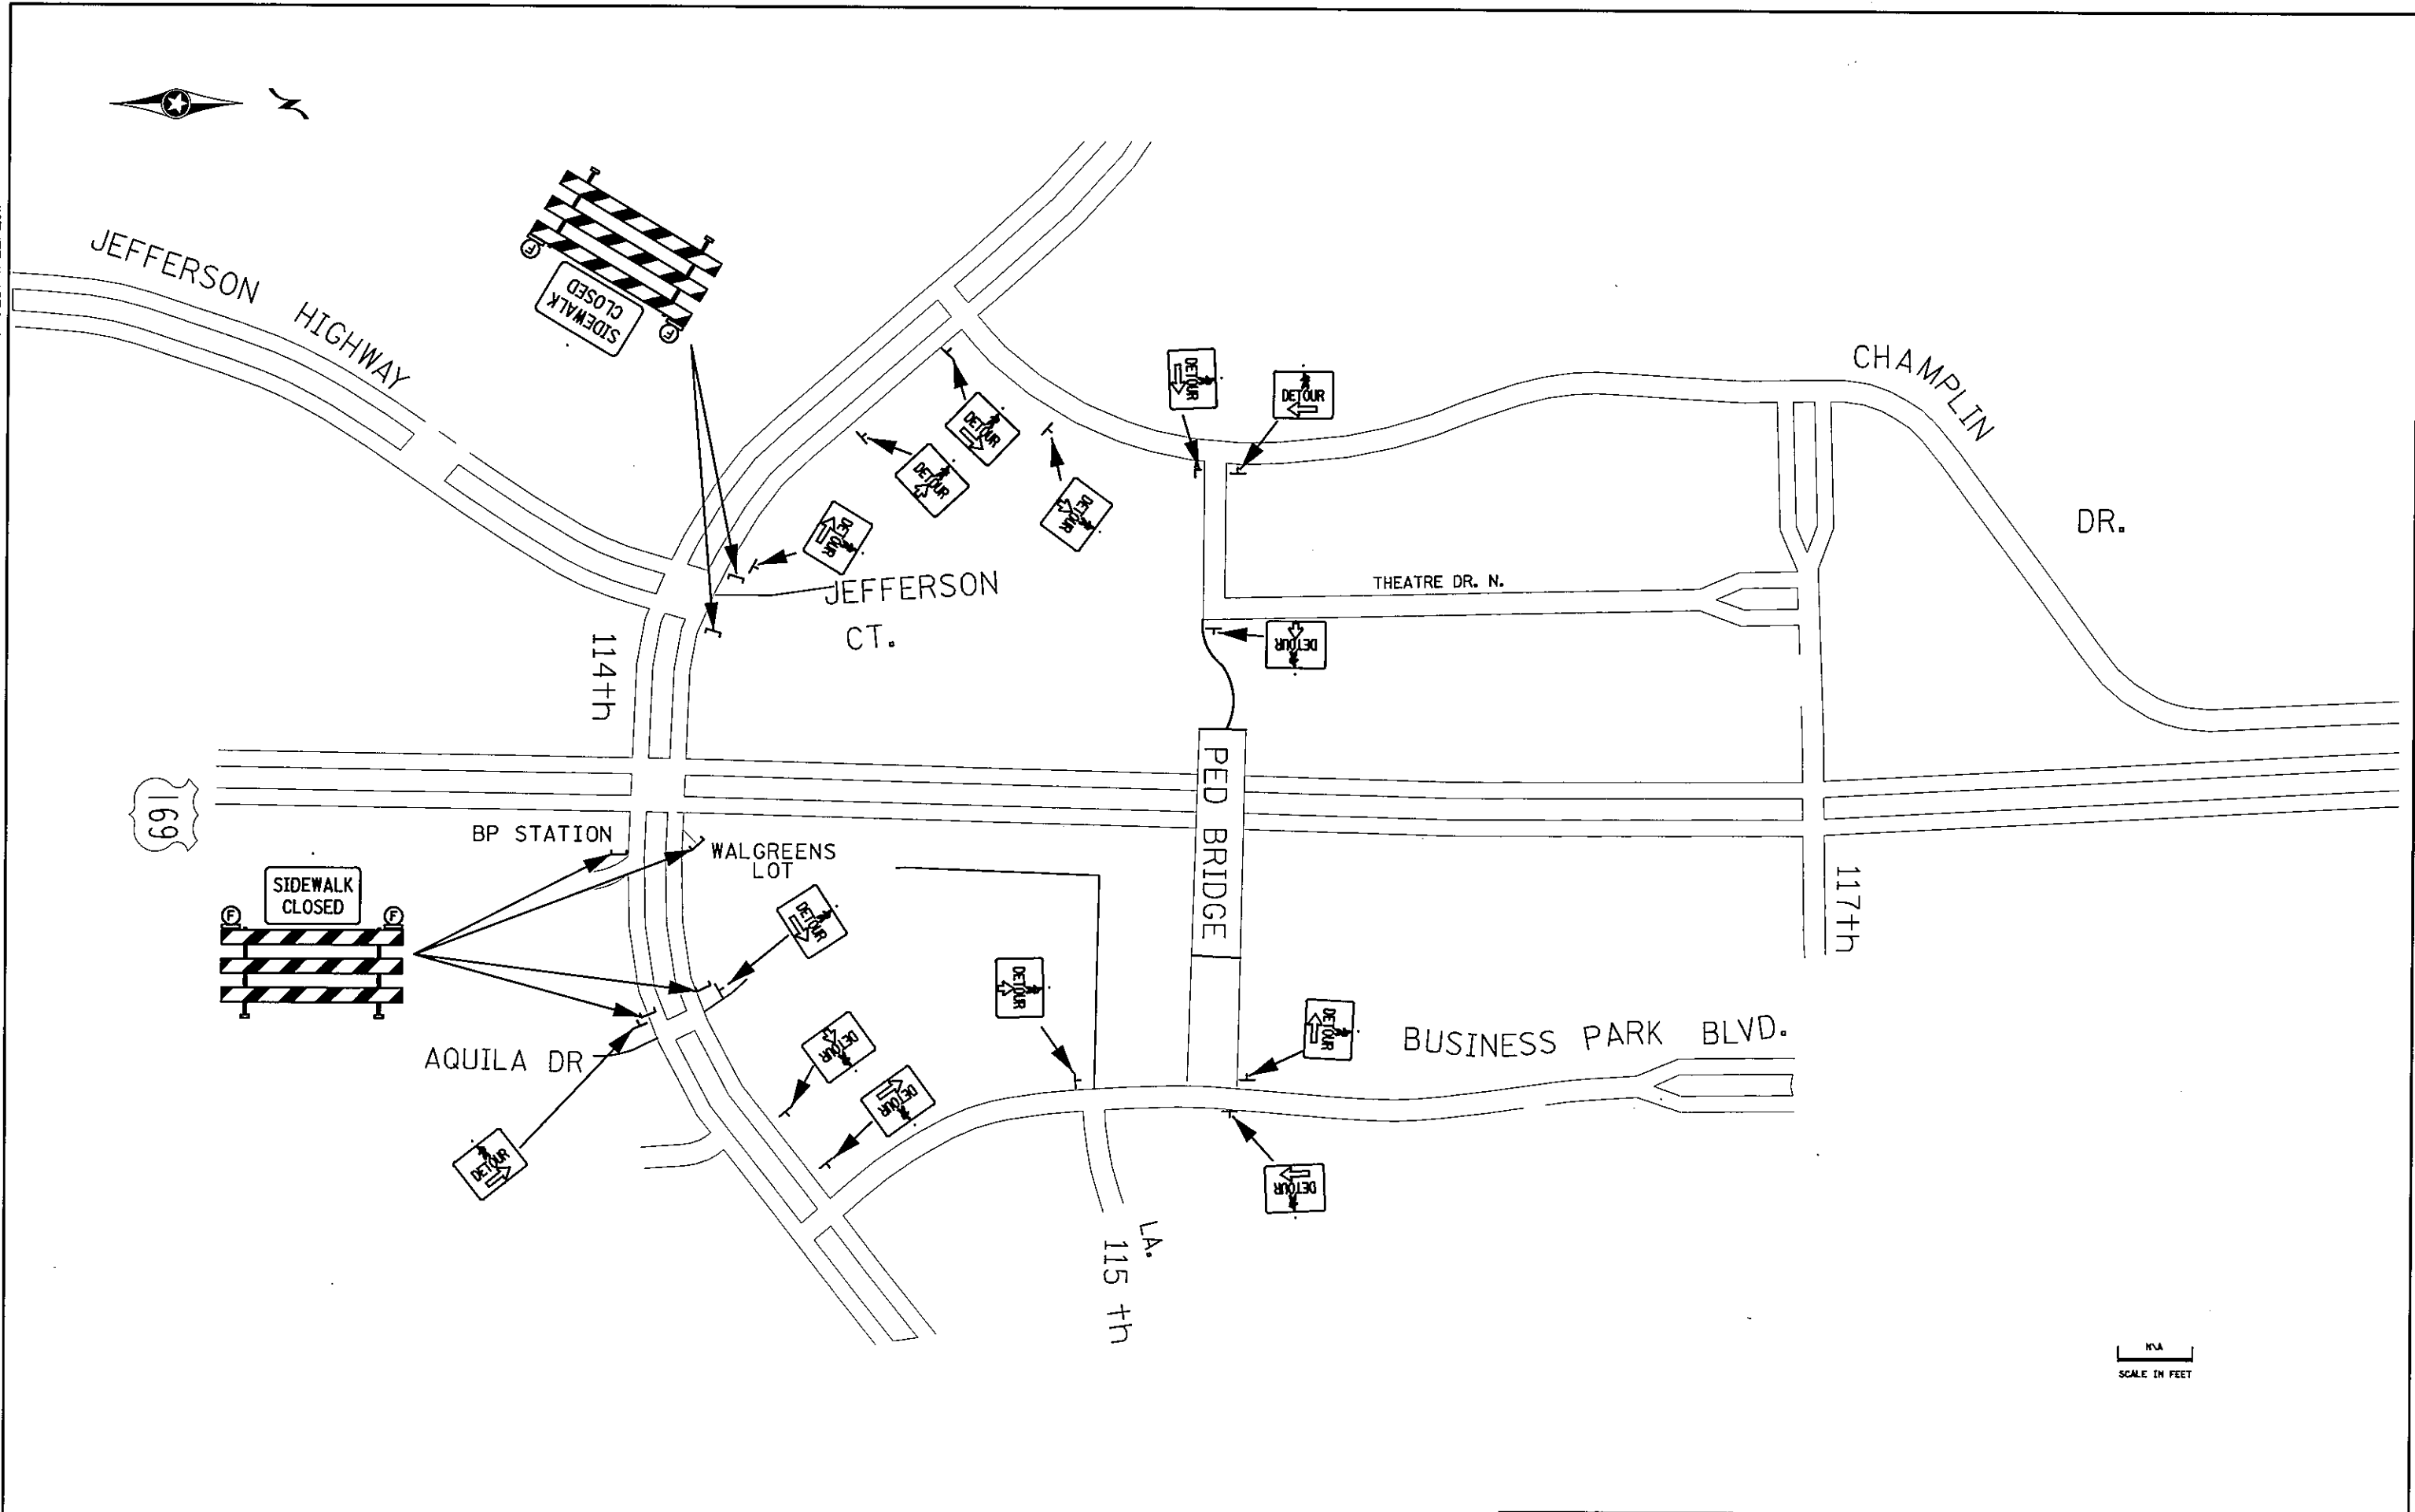 N
JEFFERSON HIGHWAY
SIDEWALK
CLOSED
F
F
DETOUR
DETOUR
DETOUR
DETOUR
DETOUR
DETOUR
CHAMPLIN DR.
JEFFERSON
CT.
THEATRE DR. N.
DETOUR
114th
PED BRIDGE
169
BP STATION
WALGREENS
LOT
117th
SIDEWALK
CLOSED
F
F
DETOUR
DETOUR
DETOUR
BUSINESS PARK BLVD.
AQUILA DR
DETOUR
DETOUR
DETOUR
DETOUR
115 th LA.
N\A
SCALE IN FEET